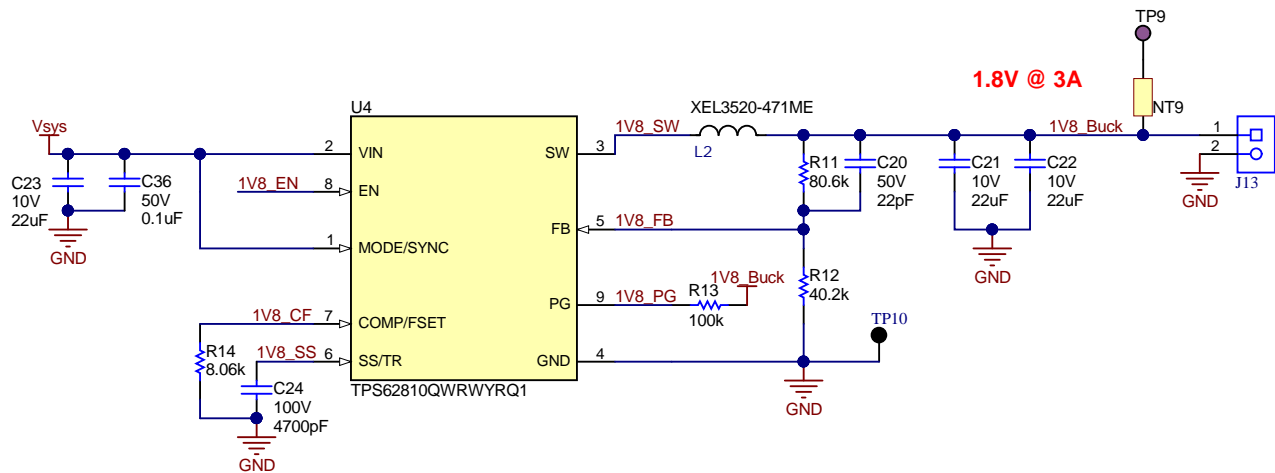 TP9
1.8V @ 3A
NT9
U4
XEL3520-471ME
Vsys
1V8_SW
L2
1V8_Buck
1
2
J13
GND
2
VIN
SW
3
C23
10V
22uF
C36
50V
0.1uF
GND
1V8_EN
8
EN
R11
80.6k
C20
50V
22pF
C21
10V
22uF
C22
10V
22uF
GND
1
MODE/SYNC
FB
5
1V8_FB
R12
40.2k
PG
9
1V8_PG
R13
100k
1V8_Buck
1V8_CF
7
COMP/FSET
R14
8.06k
1V8_SS
6
SS/TR
GND
4
TP10
GND
C24
100V
4700pF
GND
TPS62810QWRWYRQ1